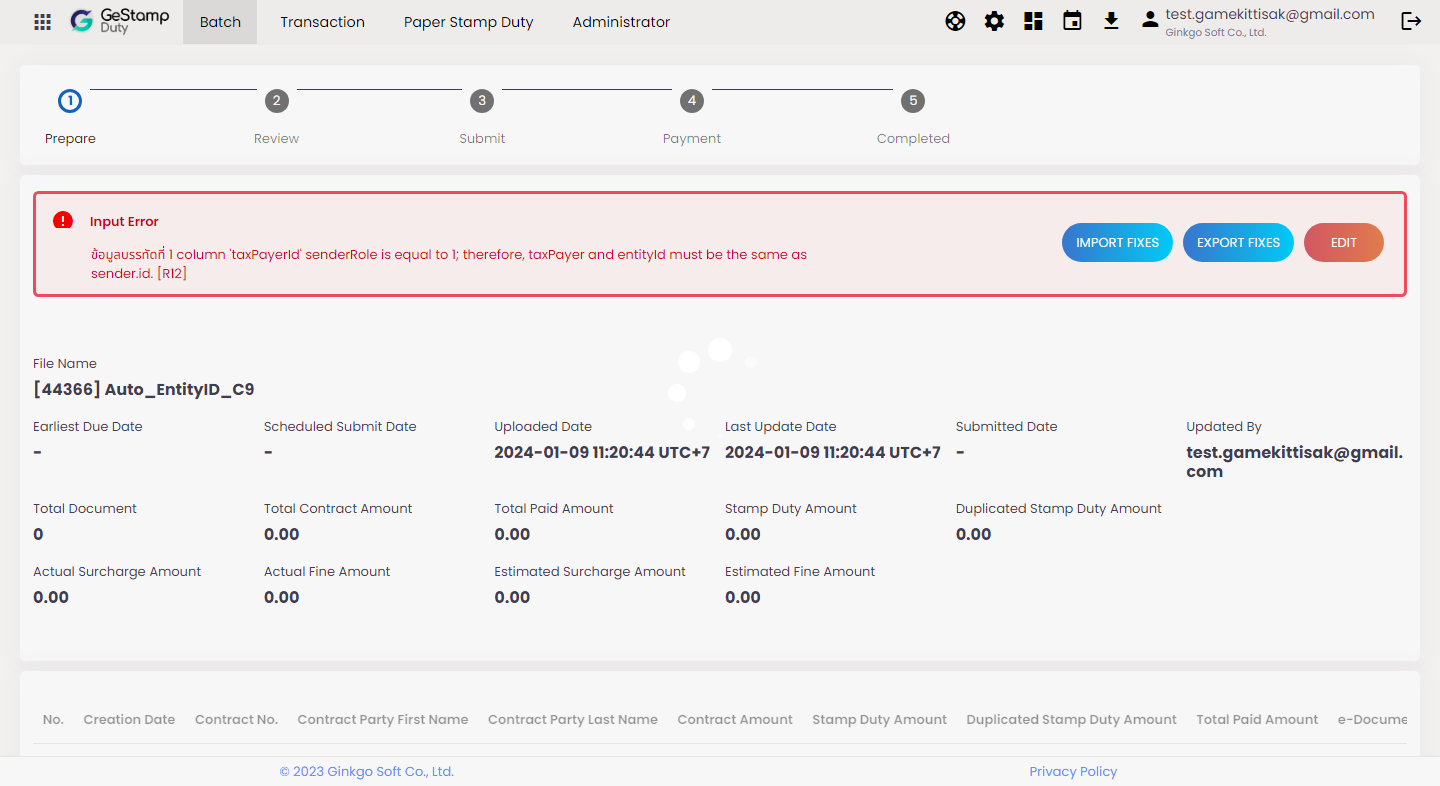 GeStamp
Duty
Batch
Transaction
Paper Stamp Duty
Administrator
test.gamekittisak@gmail.com
Ginkgo Soft Co., Ltd.
1
2
3
4
5
Prepare
Review
Submit
Payment
Completed
Input Error
ข้อมูลบรรทัดที่ 1 column 'taxPayerId' senderRole is equal to 1; therefore, taxPayer and entityId must be the same as
sender.id. [R12]
IMPORT FIXES
EXPORT FIXES
EDIT
File Name
[44366] Auto_EntityID_C9
Earliest Due Date
Scheduled Submit Date
Uploaded Date
Last Update Date
Submitted Date
Updated By
-
-
2024-01-09 11:20:44 UTC+7
2024-01-09 11:20:44 UTC+7
-
test.gamekittisak@gmail.
com
Total Document
Total Contract Amount
Total Paid Amount
Stamp Duty Amount
Duplicated Stamp Duty Amount
0
0.00
0.00
0.00
0.00
Actual Surcharge Amount
Actual Fine Amount
Estimated Surcharge Amount
Estimated Fine Amount
0.00
0.00
0.00
0.00
No.
Creation Date
Contract No.
Contract Party First Name
Contract Party Last Name
Contract Amount
Stamp Duty Amount
Duplicated Stamp Duty Amount
Total Paid Amount
e-Docume
© 2023 Ginkgo Soft Co., Ltd.
Privacy Policy